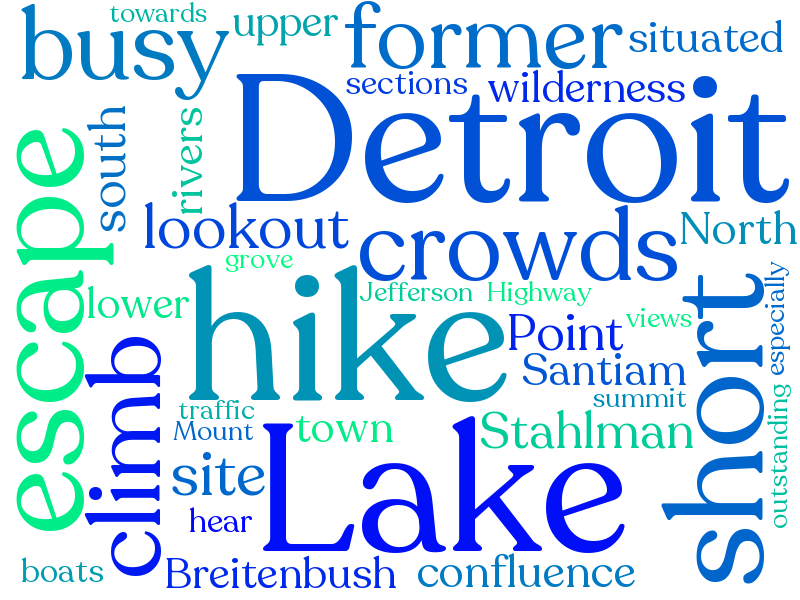 towards
busy
upper
former
situated
sections
wilderness
Detroit
escape
south
rivers
lookout
crowds
North
grove
lower
hike
Jefferson
Highway
views
especially
Point
short
climb
Santiam
summit
outstanding
traffic
Mount
town
Stahlman
Lake
site
hear
boats
Breitenbush
confluence